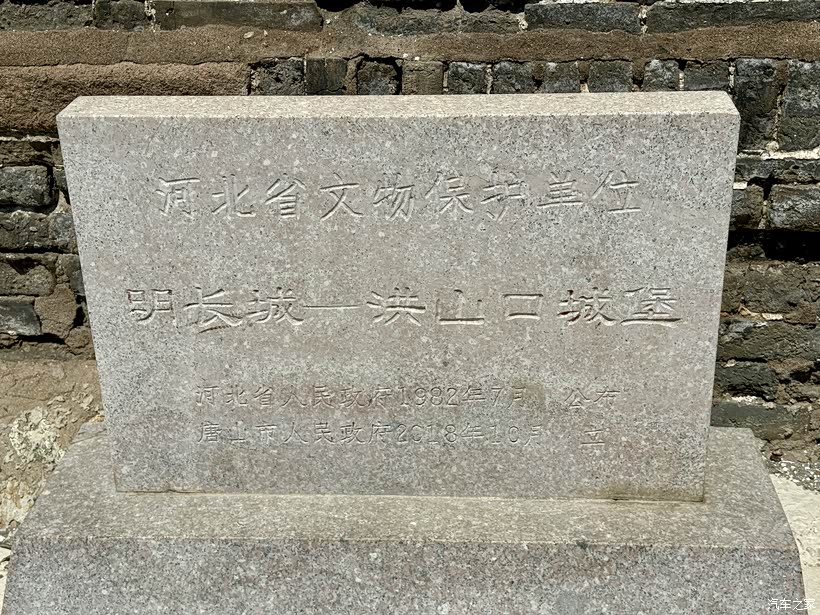 河北省文物保护单位
明长城—洪山口城堡
河北省人民政府1982年7月 公布
唐山市人民政府2018年10月 立
汽车之家